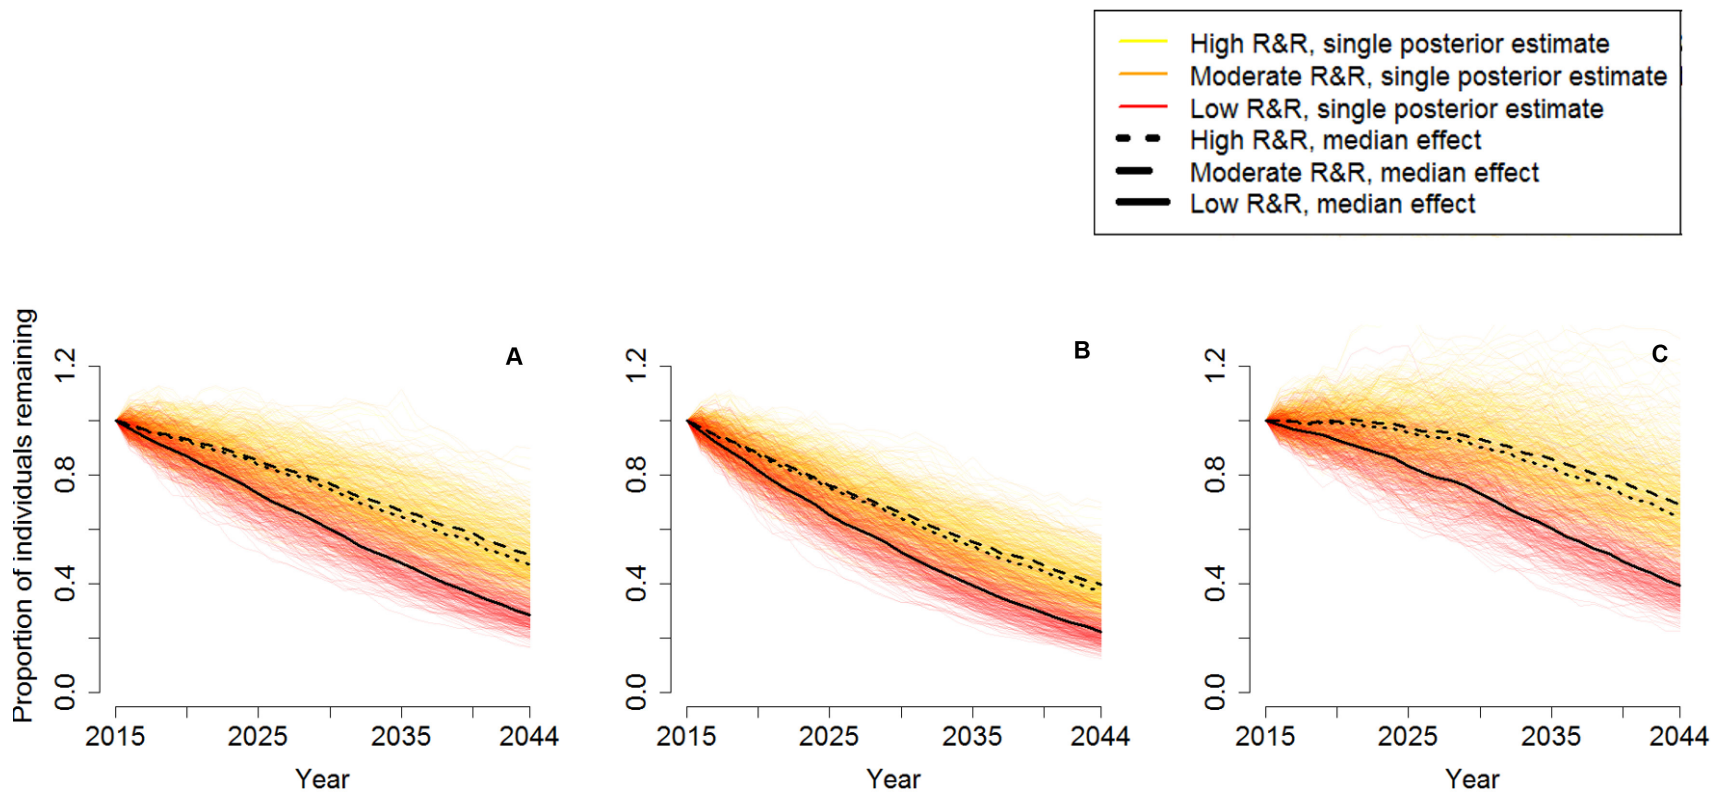 High R&R, single posterior estimate
Moderate R&R, single posterior estimate
Low R&R, single posterior estimate
High R&R, median effect
Moderate R&R, median effect
Low R&R, median effect
Proportion of individuals remaining
A
1.2
0.8
0.4
0.0
2015 2025 2035 2044
Year
B
1.2
0.8
0.4
0.0
2015 2025 2035 2044
Year
C
1.2
0.8
0.4
0.0
2015 2025 2035 2044
Year